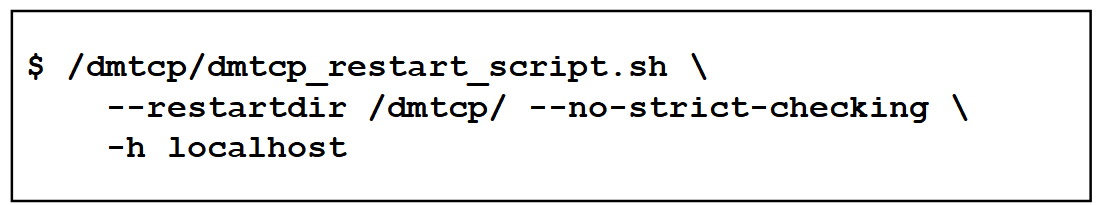 $ /dmtcp/dmtcp_restart_script.sh \
--restartdir /dmtcp/ --no-strict-checking \
-h localhost